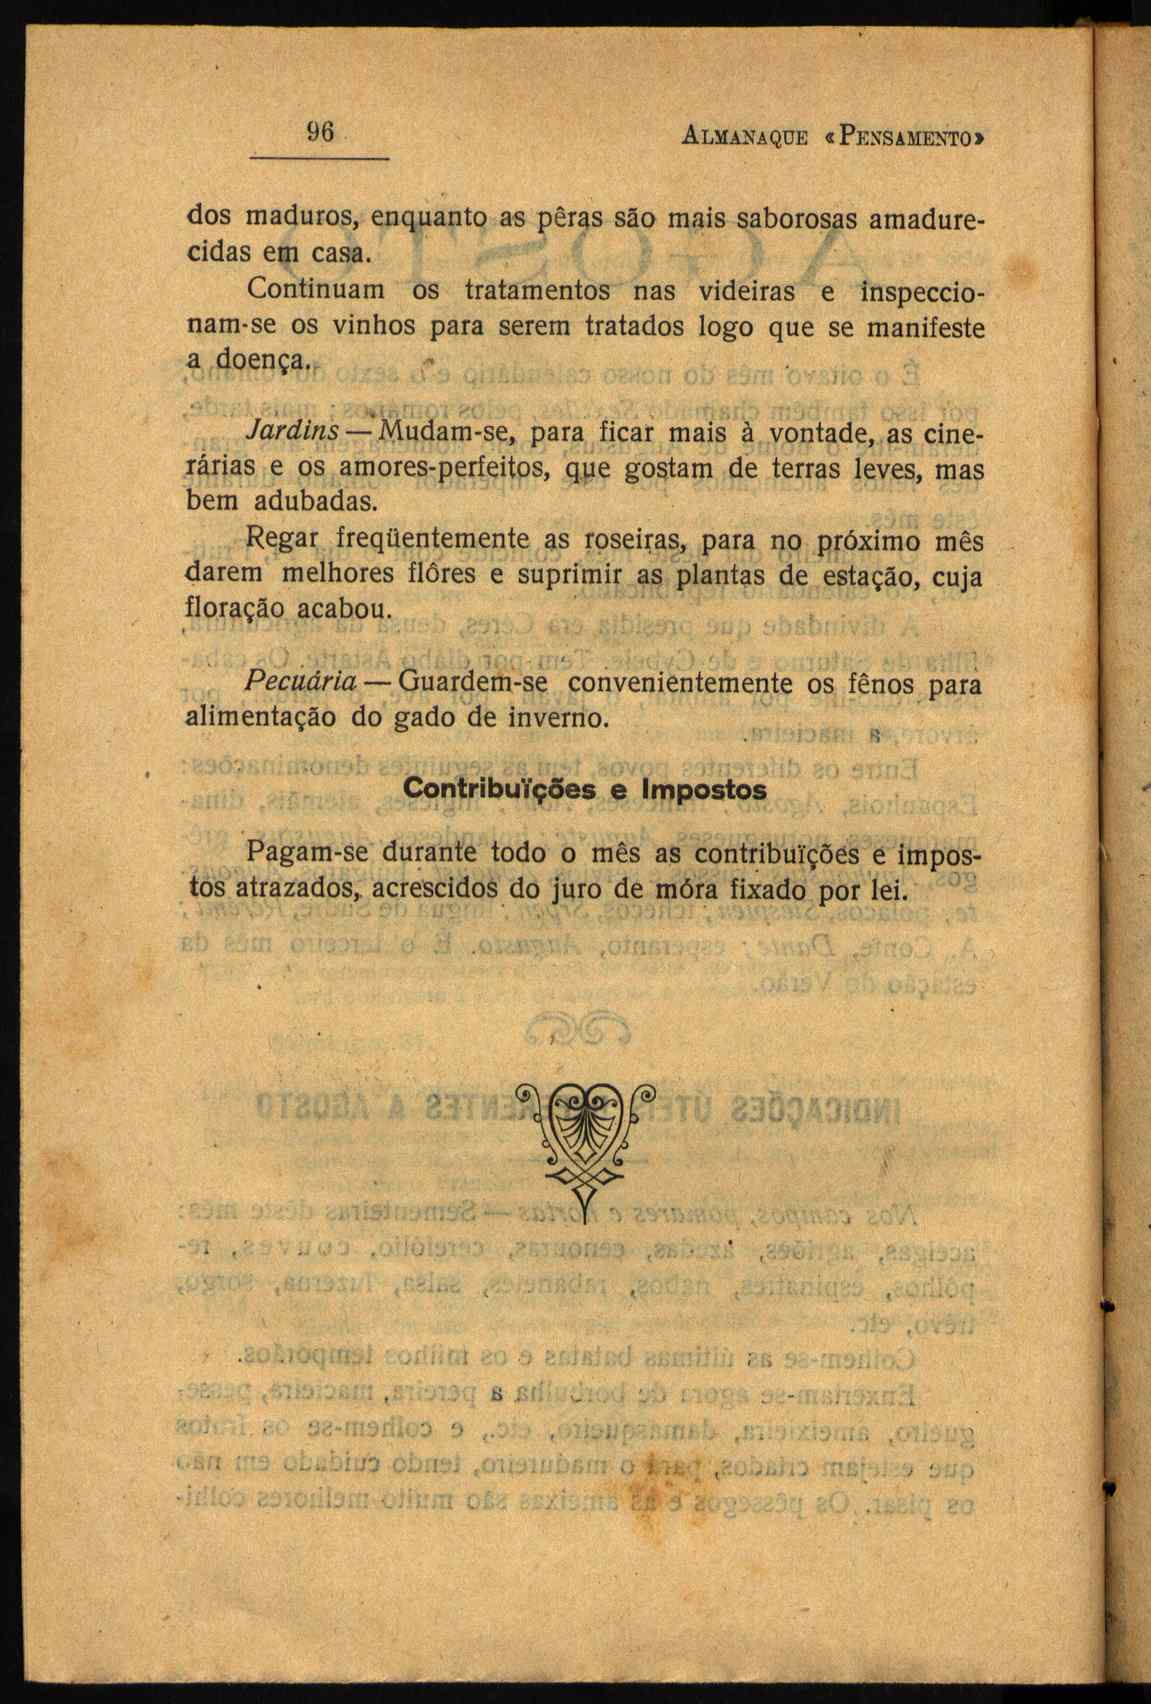 96
ALMANAQUE «PENSAMENTO»
dos maduros, enquanto as pêras são mais saborosas amadure-
cidas em casa.
Continuam os tratamentos nas videiras e inspeccio-
nam-se os vinhos para serem tratados logo que se manifeste
a doença.
Jardins — Mudam-se, para ficar mais à vontade, as cine-
rárias e os amores-perfeitos, que gostam de terras leves, mas
bem adubadas.
Regar freqüentemente as roseiras, para no próximo mês
darem melhores flôres e suprimir as plantas de estação, cuja
floração acabou.
Pecuária — Guardem-se convenientemente os fênos para
alimentação do gado de inverno.
Contribuïções e Impostos
Pagam-se durante todo o mês as contribuïções e impos-
tos atrazados, acrescidos do juro de móra fixado por lei.